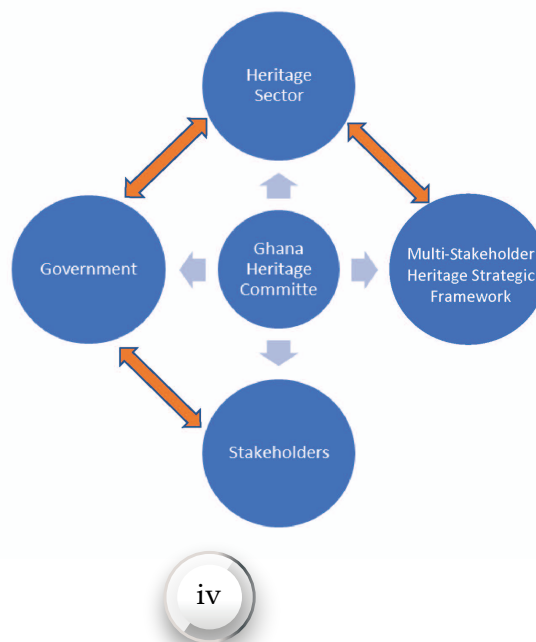 Heritage
Sector
Government
Ghana
Heritage
Committe
Multi-Stakeholder
Heritage Strategic
Framework
Stakeholders
iv